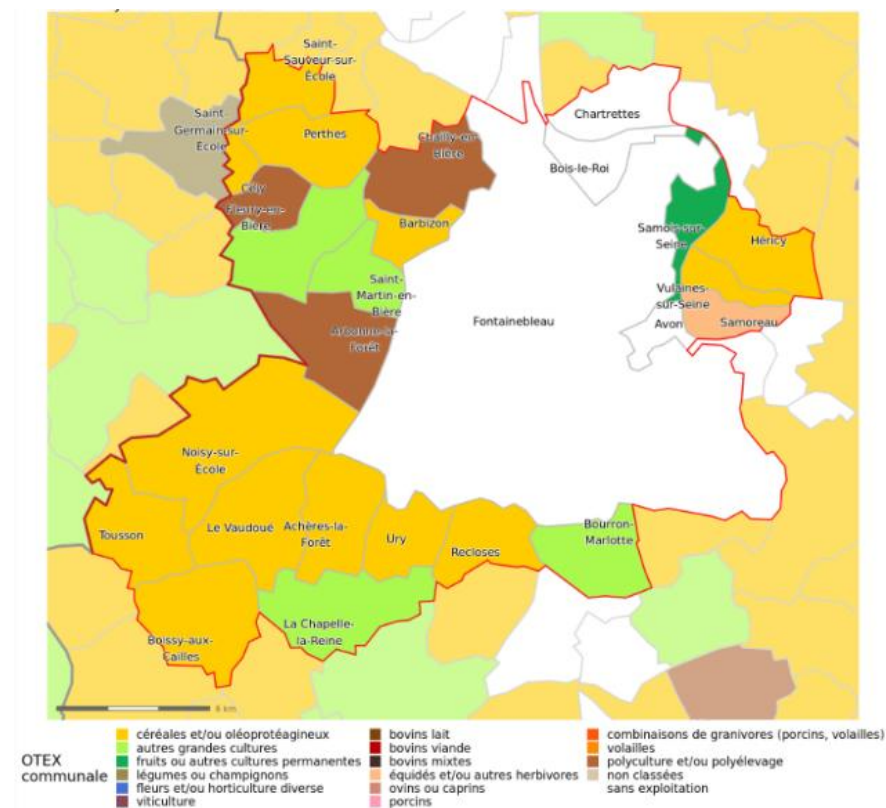 Saint-
Sauveur-sur-
École
Saint-
Germain-sur-
École
Perthes
Chailly-en-
Bière
Chartrettes
Bois-le-Roi
Cély
Fleury-en-
Bière
Barbizon
Samois-sur-
Seine
Héricy
Saint-
Martin-en-
Bière
Vulaines-
sur-Seine
Fontainebleau
Avon
Samoreau
Arbonne-la-
Forêt
Noisy-sur-
École
Tousson
Le Vaudoué
Achères-la-
Forêt
Ury
Recloses
Bourron-
Marlotte
La Chapelle-
la-Reine
Boissy-aux-
Cailles
6 km
OTEX
communale
céréales et/ou oléoprotéagineux
autres grandes cultures
fruits ou autres cultures permanentes
légumes ou champignons
fleurs et/ou horticulture diverse
viticulture
bovins lait
bovins viande
bovins mixtes
équidés et/ou autres herbivores
ovins ou caprins
porcins
combinaisons de granivores (porcins, volailles)
volailles
polyculture et/ou polyélevage
non classées
sans exploitation